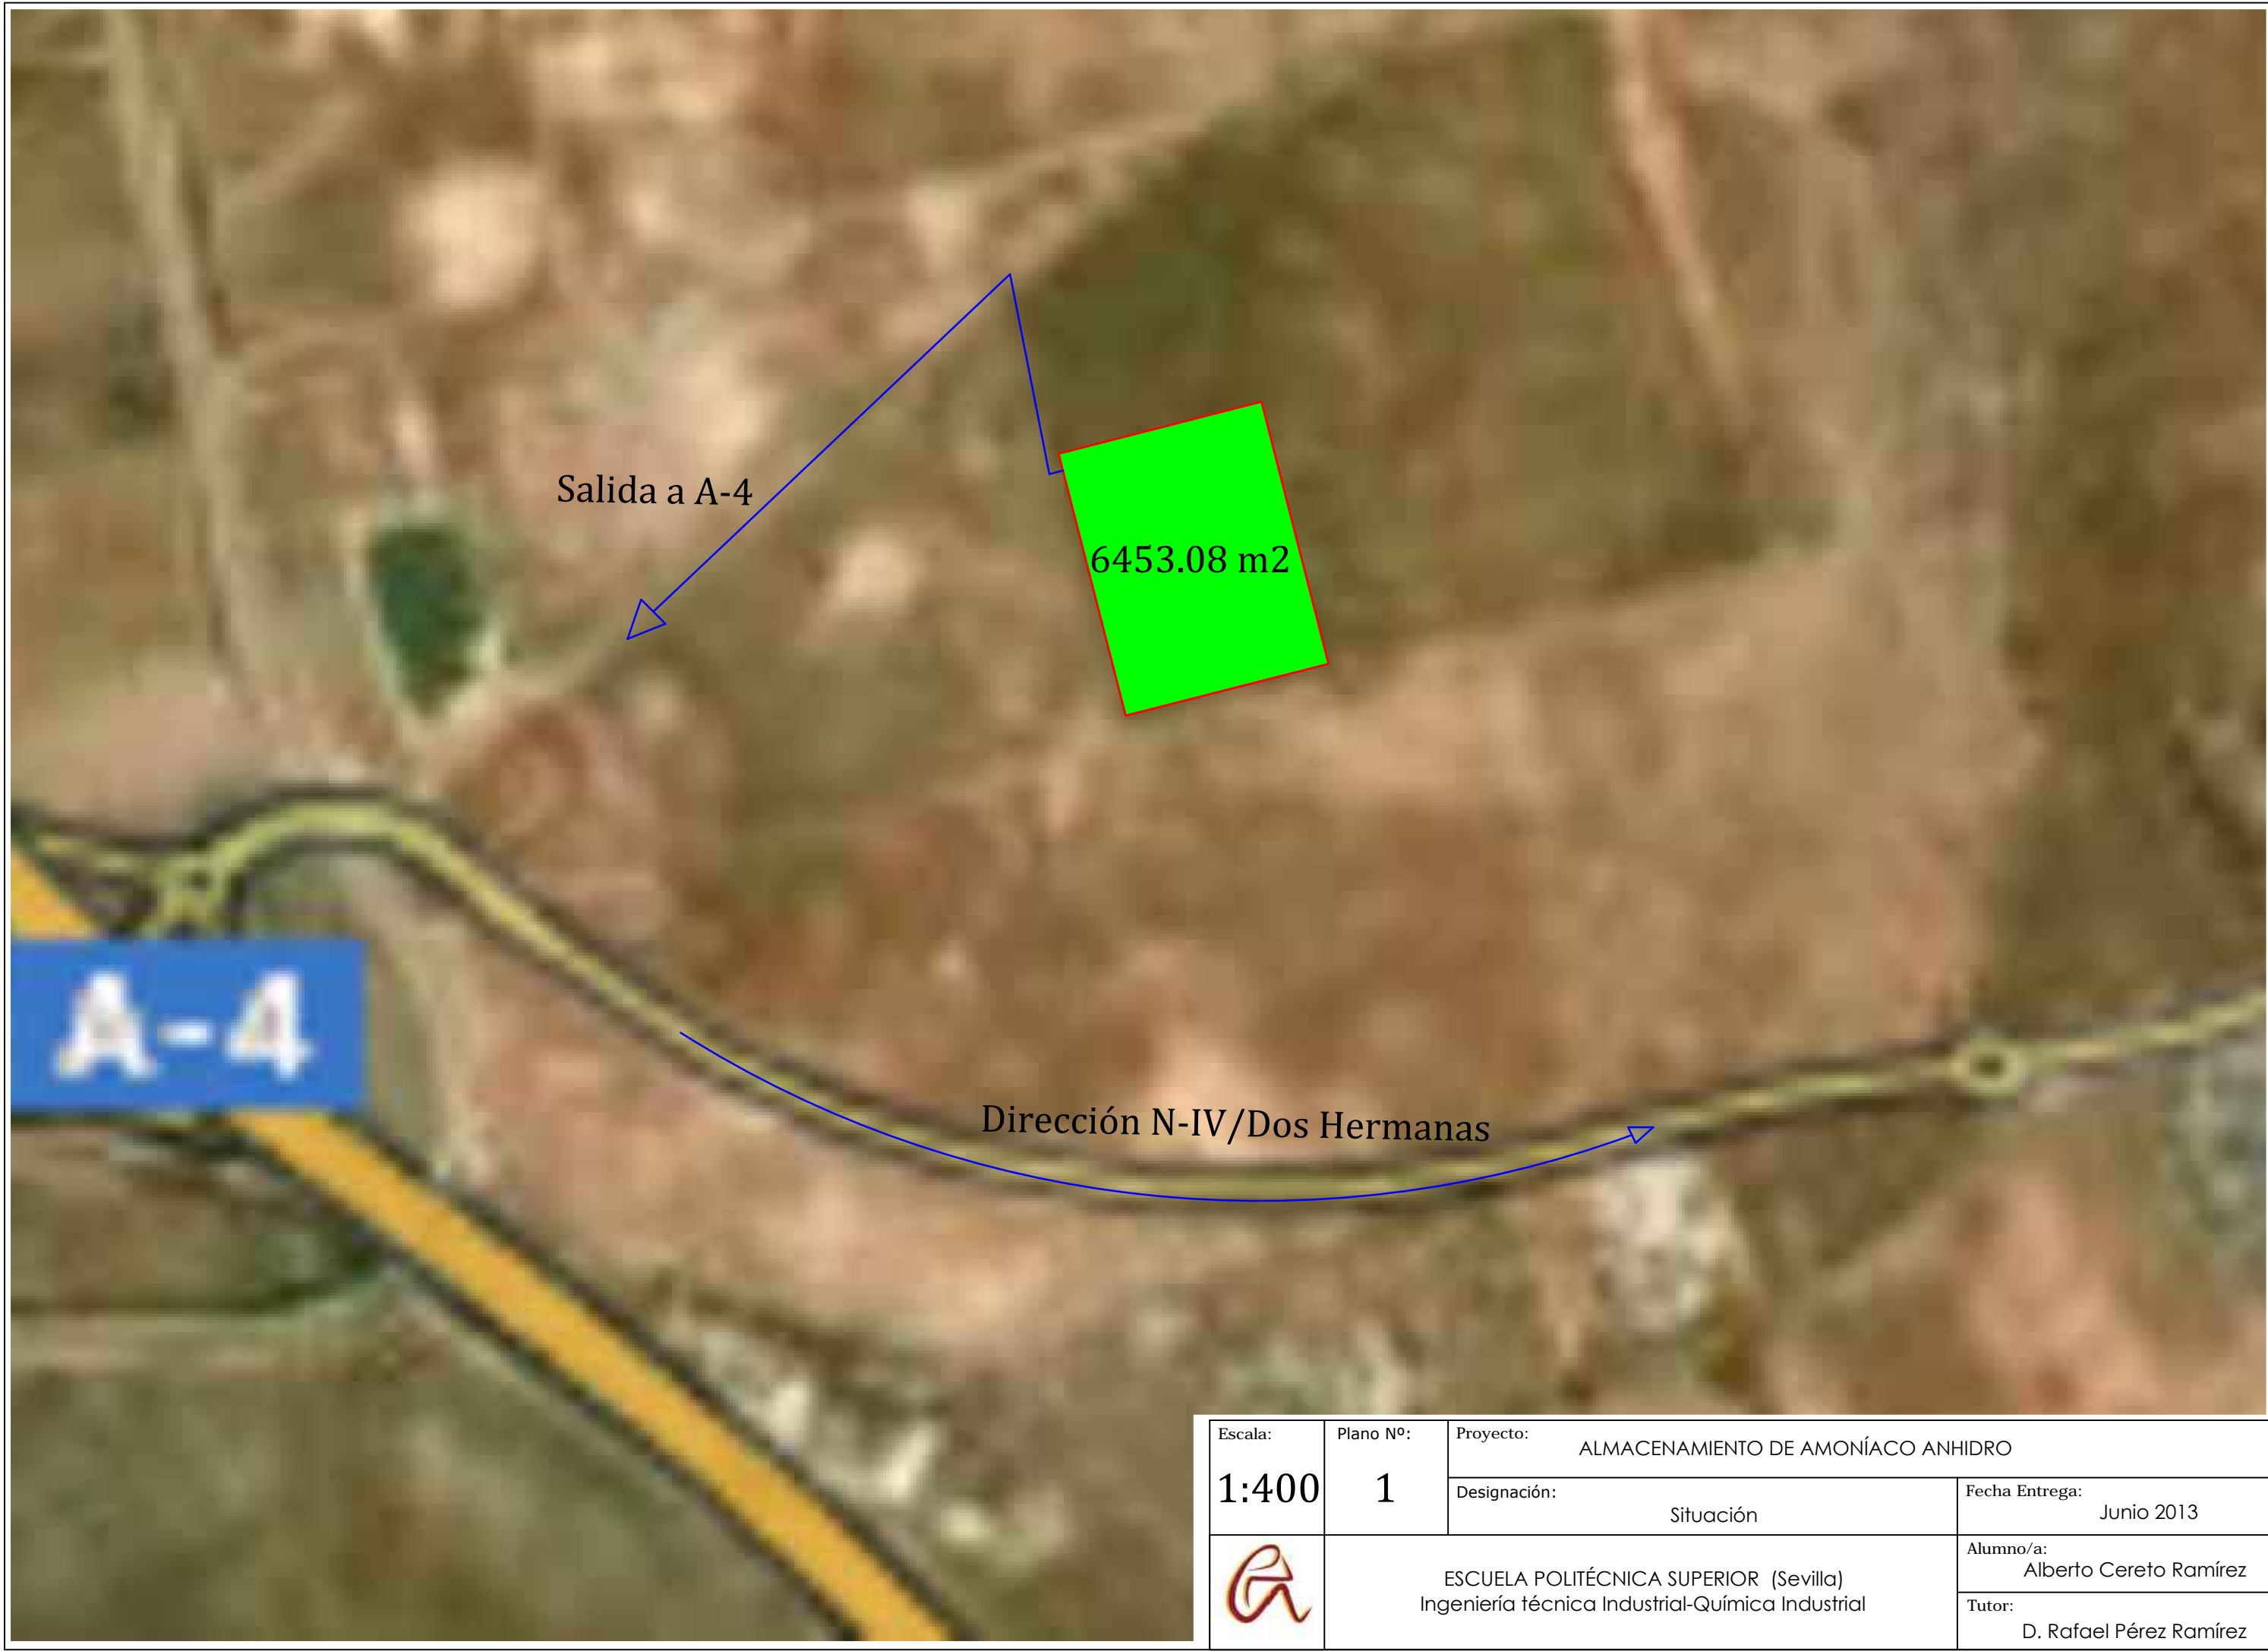 Salida a A-4
6453.08 m2
A-4
Dirección N-IV/Dos Hermanas
Escala:
1:400
Plano Nº:
1
Proyecto:
ALMACENAMIENTO DE AMONÍACO ANHIDRO
Designación:
Situación
Fecha Entrega:
Junio 2013
ESCUELA POLITÉCNICA SUPERIOR (Sevilla)
Ingeniería técnica Industrial-Química Industrial
Alumno/a:
Alberto Cereto Ramírez
Tutor:
D. Rafael Pérez Ramírez